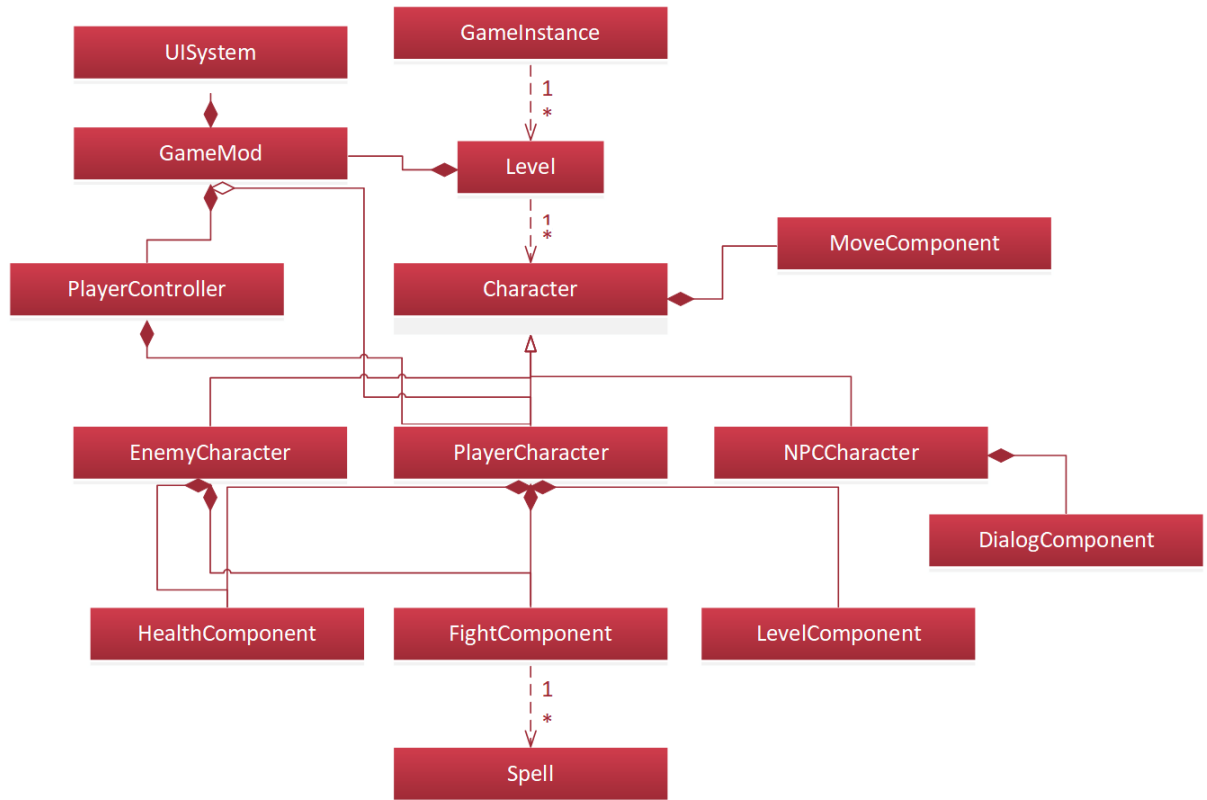 GameInstance
UISystem
1
*
GameMod
Level
1
*
MoveComponent
PlayerController
Character
EnemyCharacter
PlayerCharacter
NPCCharacter
DialogComponent
HealthComponent
FightComponent
LevelComponent
1
*
Spell